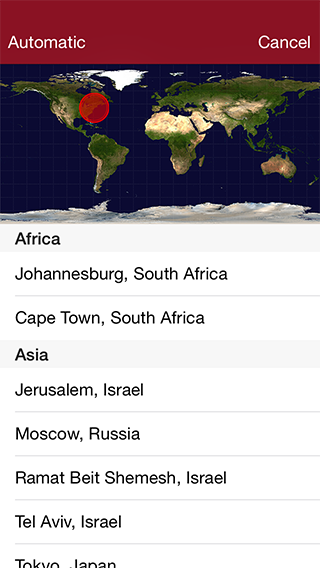 Automatic
Cancel
Africa
Johannesburg, South Africa
Cape Town, South Africa
Asia
Jerusalem, Israel
Moscow, Russia
Ramat Beit Shemesh, Israel
Tel Aviv, Israel
Tokyo, Japan